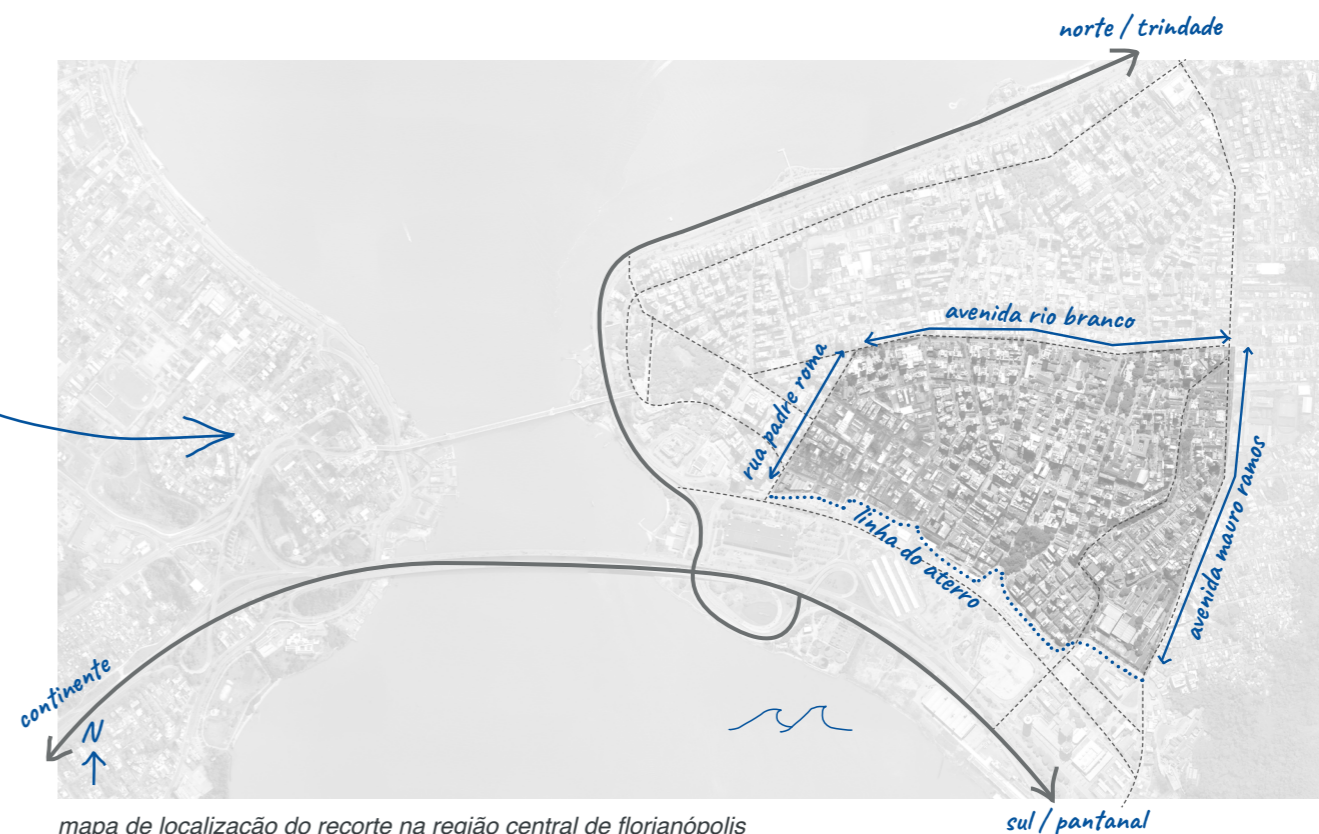 norte / trindade
avenida rio branco
rua padre roma
linha do aterro
avenida mauro ramos
continente
N
sul / pantanal
mapa de localização do recorte na região central de florianópolis